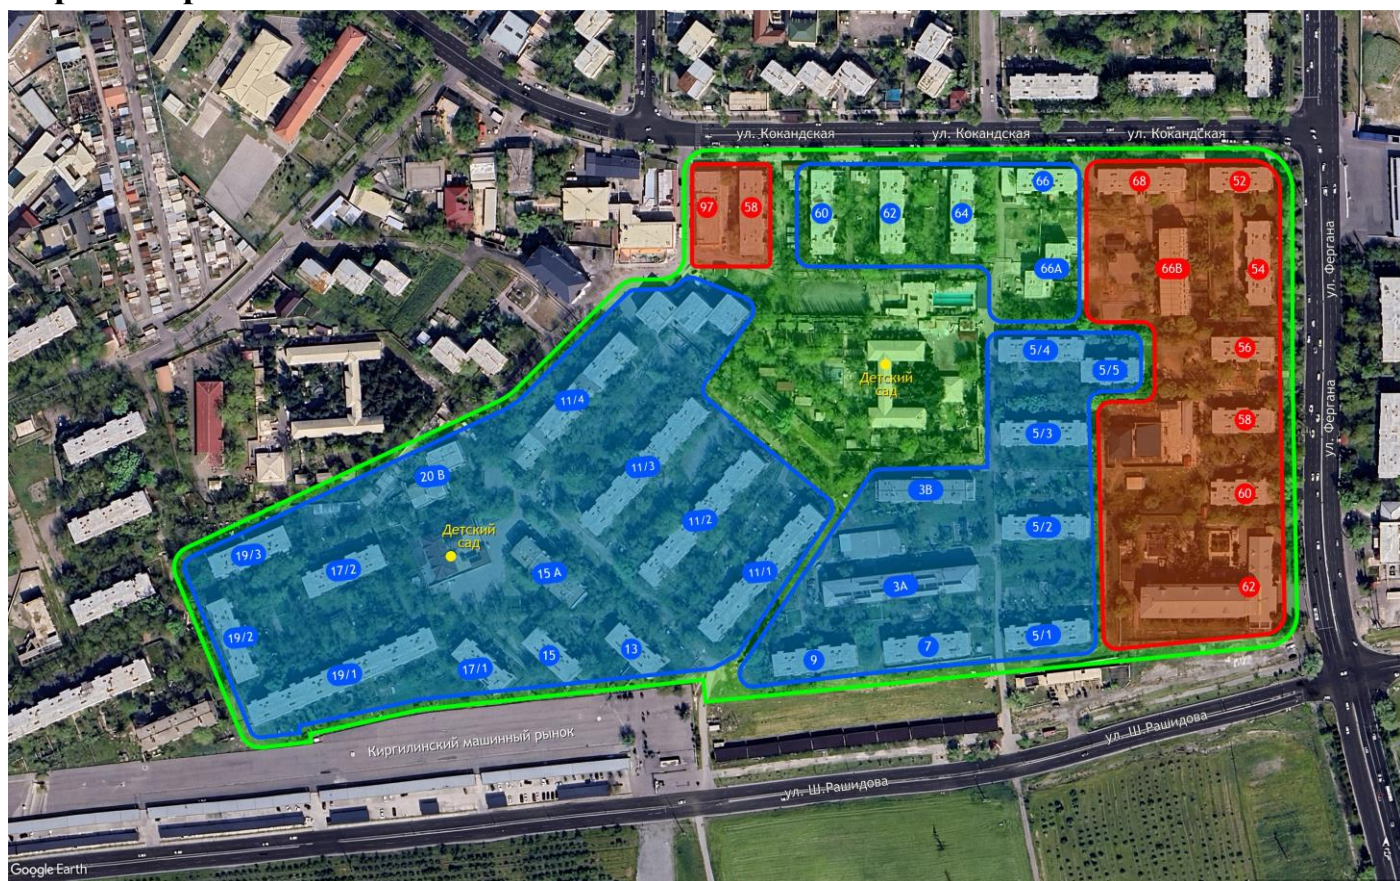 ул. Кокандская
ул. Кокандская
ул. Кокандская
97
58
60
62
64
66
66А
68
52
66В
54
ул. Фергана
5/4
5/5
56
Детский
сад
11/4
5/3
58
ул. Фергана
11/3
20 В
3В
60
11/2
5/2
Детский
сад
19/3
17/2
15 А
11/1
3А
62
19/2
19/1
17/1
15
13
9
7
5/1
Киргилинский машинный рынок
ул. Ш.Рашидова
ул. Ш.Рашидова
Google Earth